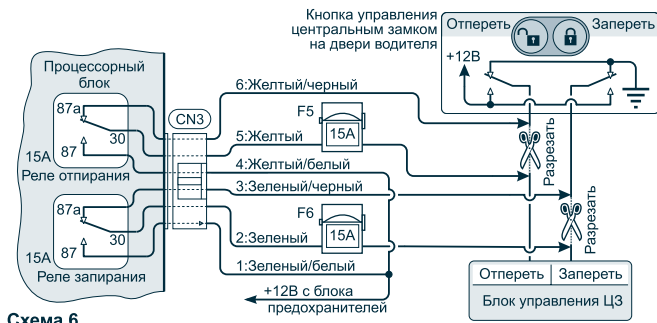 Кнопка управления
центральным замком
на двери водителя
Отпереть
Запереть
+12В
Процессорный
блок
87а
30
15А
87
Реле отпирания
87а
30
15А
87
Реле запирания
CN3
6:Желтый/черный
F5
15А
5:Желтый
4:Желтый/белый
3:Зеленый/черный
F6
15А
2:Зеленый
1:Зеленый/белый
+12В с блока
предохранителей
Разрезать
Разрезать
Отпереть
Запереть
Блок управления ЦЗ
Схема 6